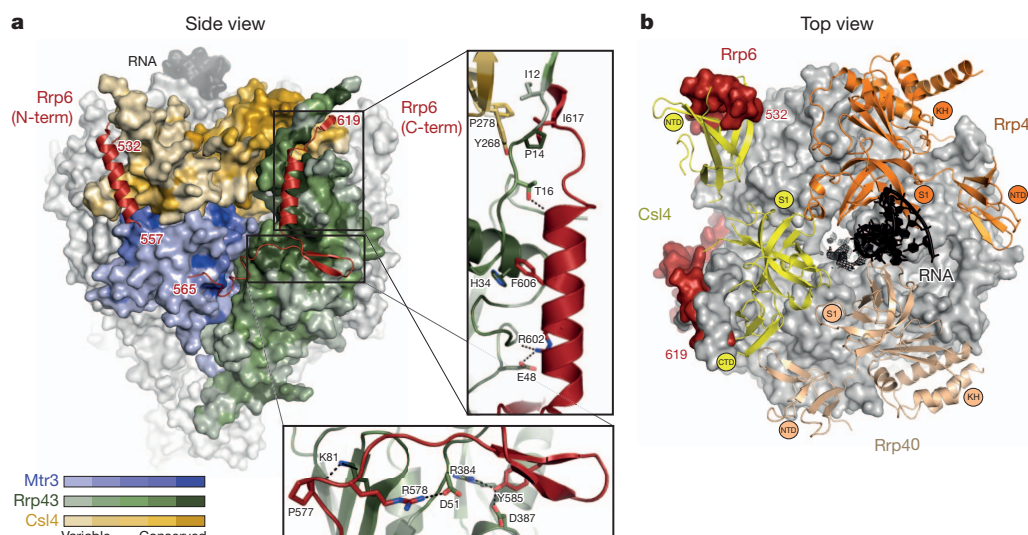 a
Side view
RNA
Rrp6
(N-term)
532
557
565
Rrp6
(C-term)
619
I12
P278
I617
Y268
P14
T16
H34
F606
R602
E48
K81
R384
R578
Y585
P577
D51
D387
Mtr3
Rrp43
Csl4
Variable
Conserved
b
Top view
Rrp6
532
NTD
KH
Rrp4
S1
S1
NTD
Csl4
RNA
S1
619
CTD
KH
NTD
Rrp40